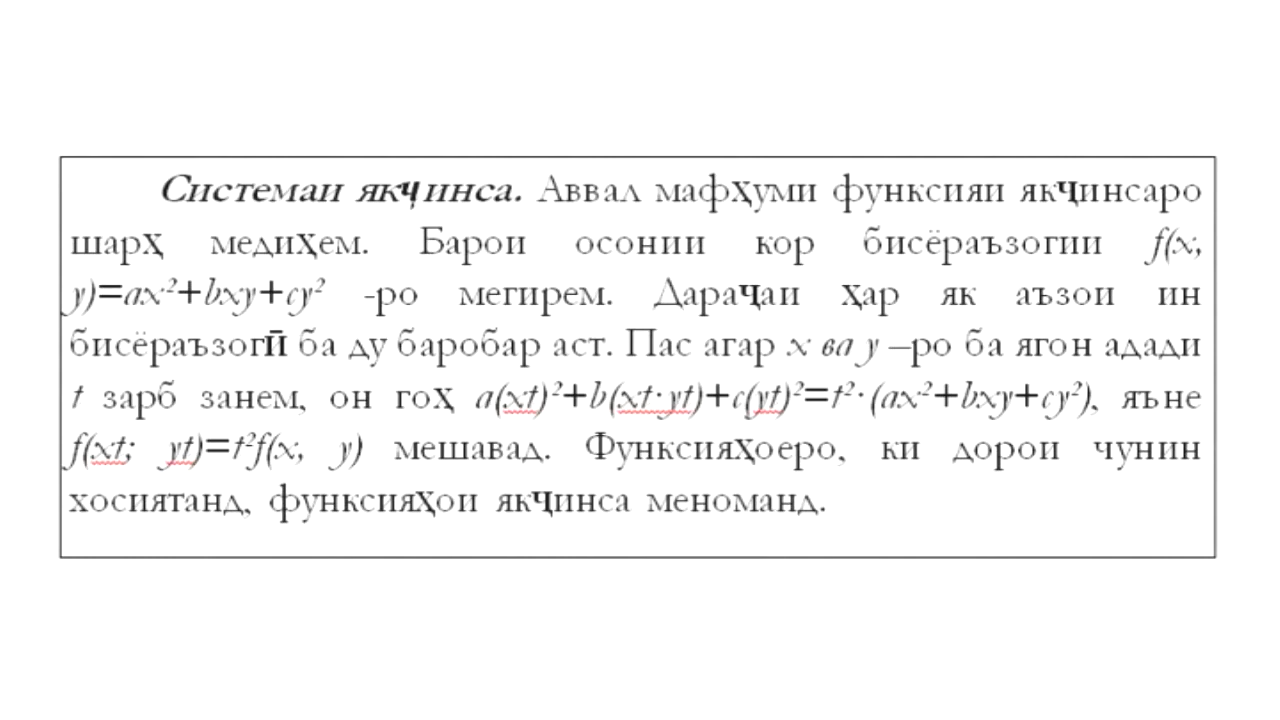 Системаи якҷинса. Аввал мафҳуми функсияи якҷинсаро
шарҳ медиҳем. Барои осонии кор бисёраъзогии f(x,
y)=ax²+bxy+cy² -ро мегирем. Дараҷаи ҳар як аъзои ин
бисёраъзогӣ ба ду баробар аст. Пас агар x ва y –ро ба ягон адади
t зарб занем, он гоҳ a(xt)²+b(xt·yt)+c(yt)²=t²·(ax²+bxy+cy²), яъне
f(xt; yt)=t²f(x, y) мешавад. Функсияҳоеро, ки дорои чунин
хосиятанд, функсияҳои якҷинса меноманд.